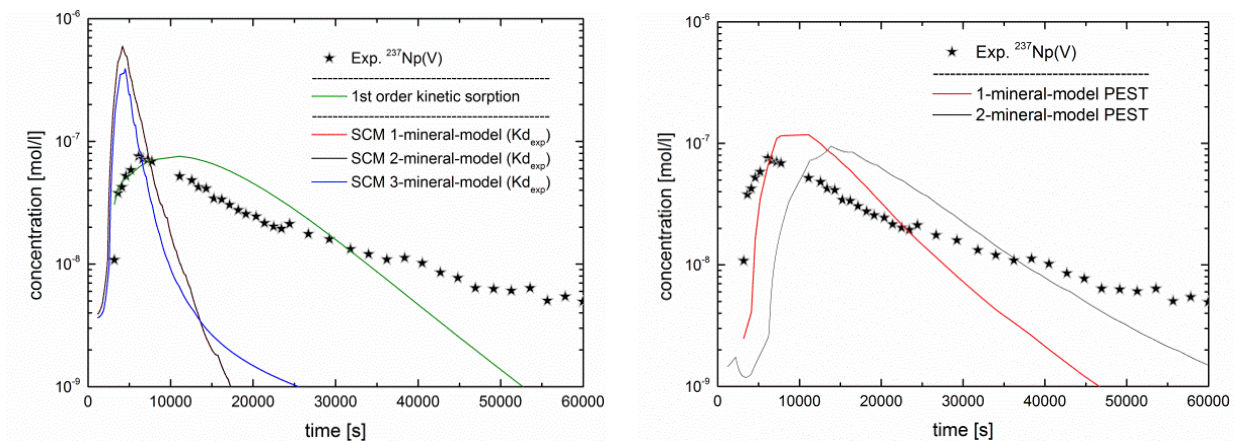 10⁻⁶
10⁻⁷
10⁻⁸
10⁻⁹
concentration [mol/l]
Exp. ²³⁷Np(V)
1st order kinetic sorption
SCM 1-mineral-model (Kd_exp)
SCM 2-mineral-model (Kd_exp)
SCM 3-mineral-model (Kd_exp)
0 10000 20000 30000 40000 50000 60000
time [s]
10⁻⁶
10⁻⁷
10⁻⁸
10⁻⁹
concentration [mol/l]
Exp. ²³⁷Np(V)
1-mineral-model PEST
2-mineral-model PEST
0 10000 20000 30000 40000 50000 60000
time [s]